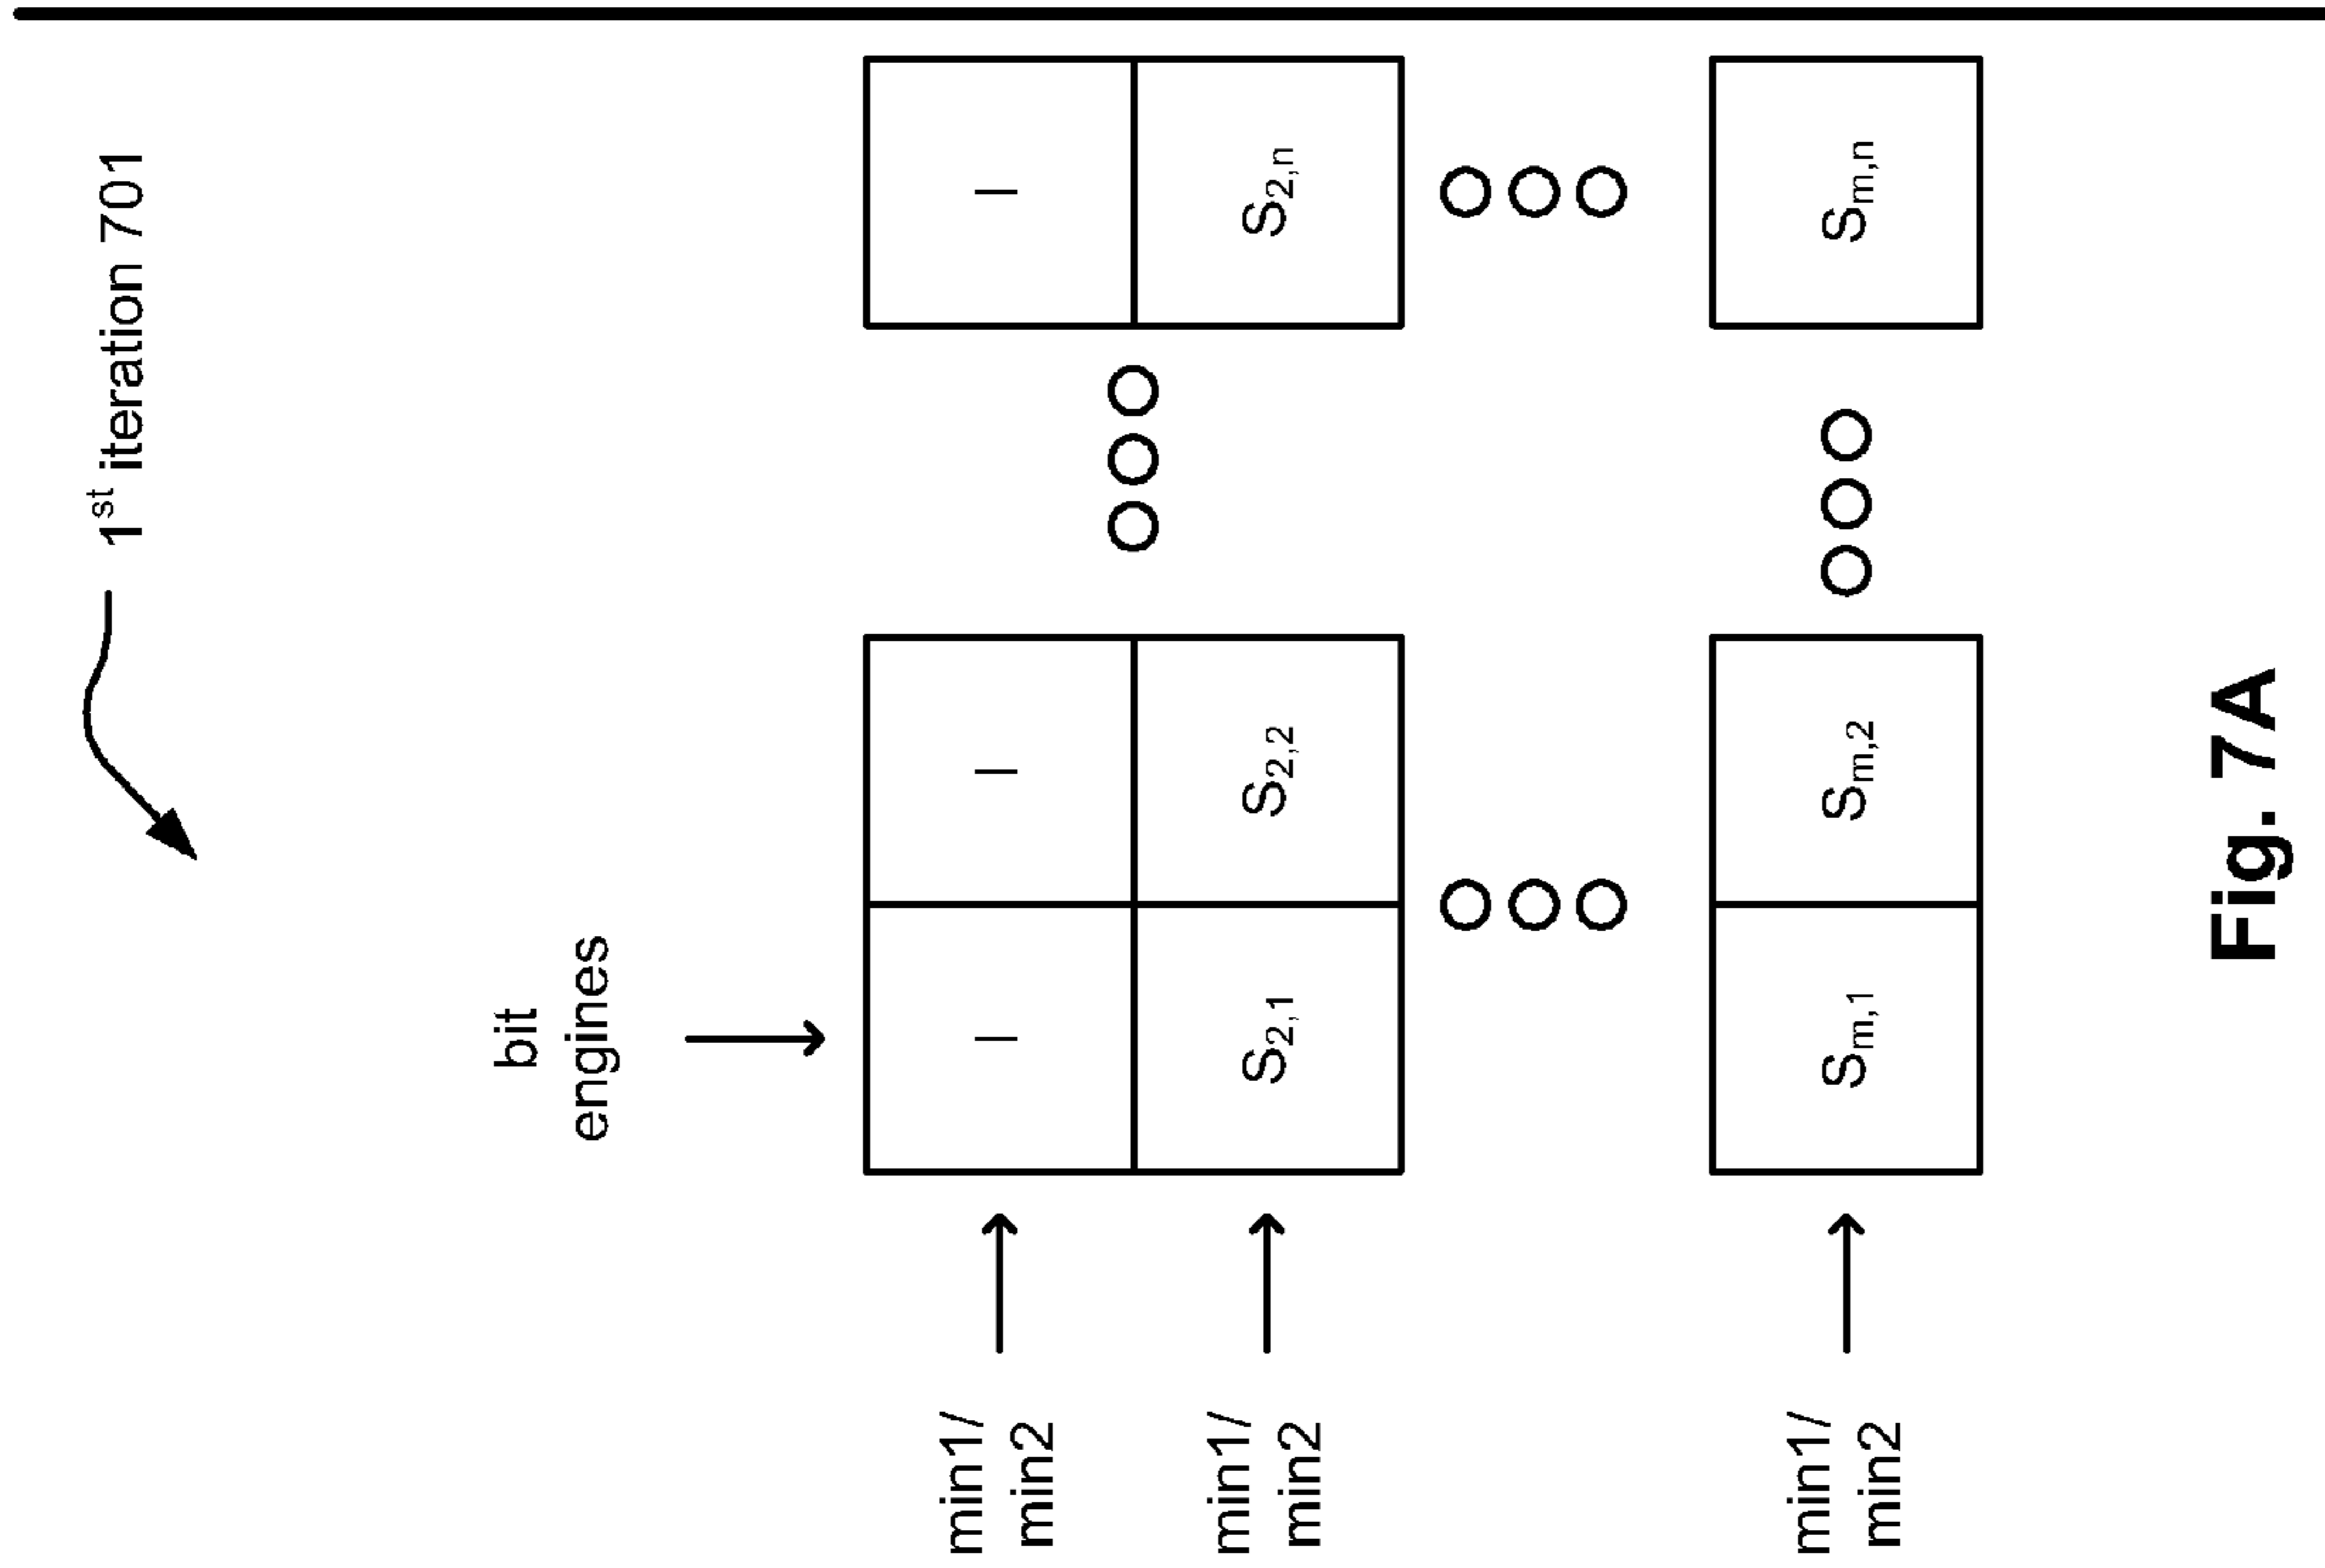 1st iteration 701
bit
engines
min1/
min2
I
I
I
min1/
min2
S2,1
S2,2
S2,n
min1/
min2
Sm,1
Sm,2
Sm,n
Fig. 7A